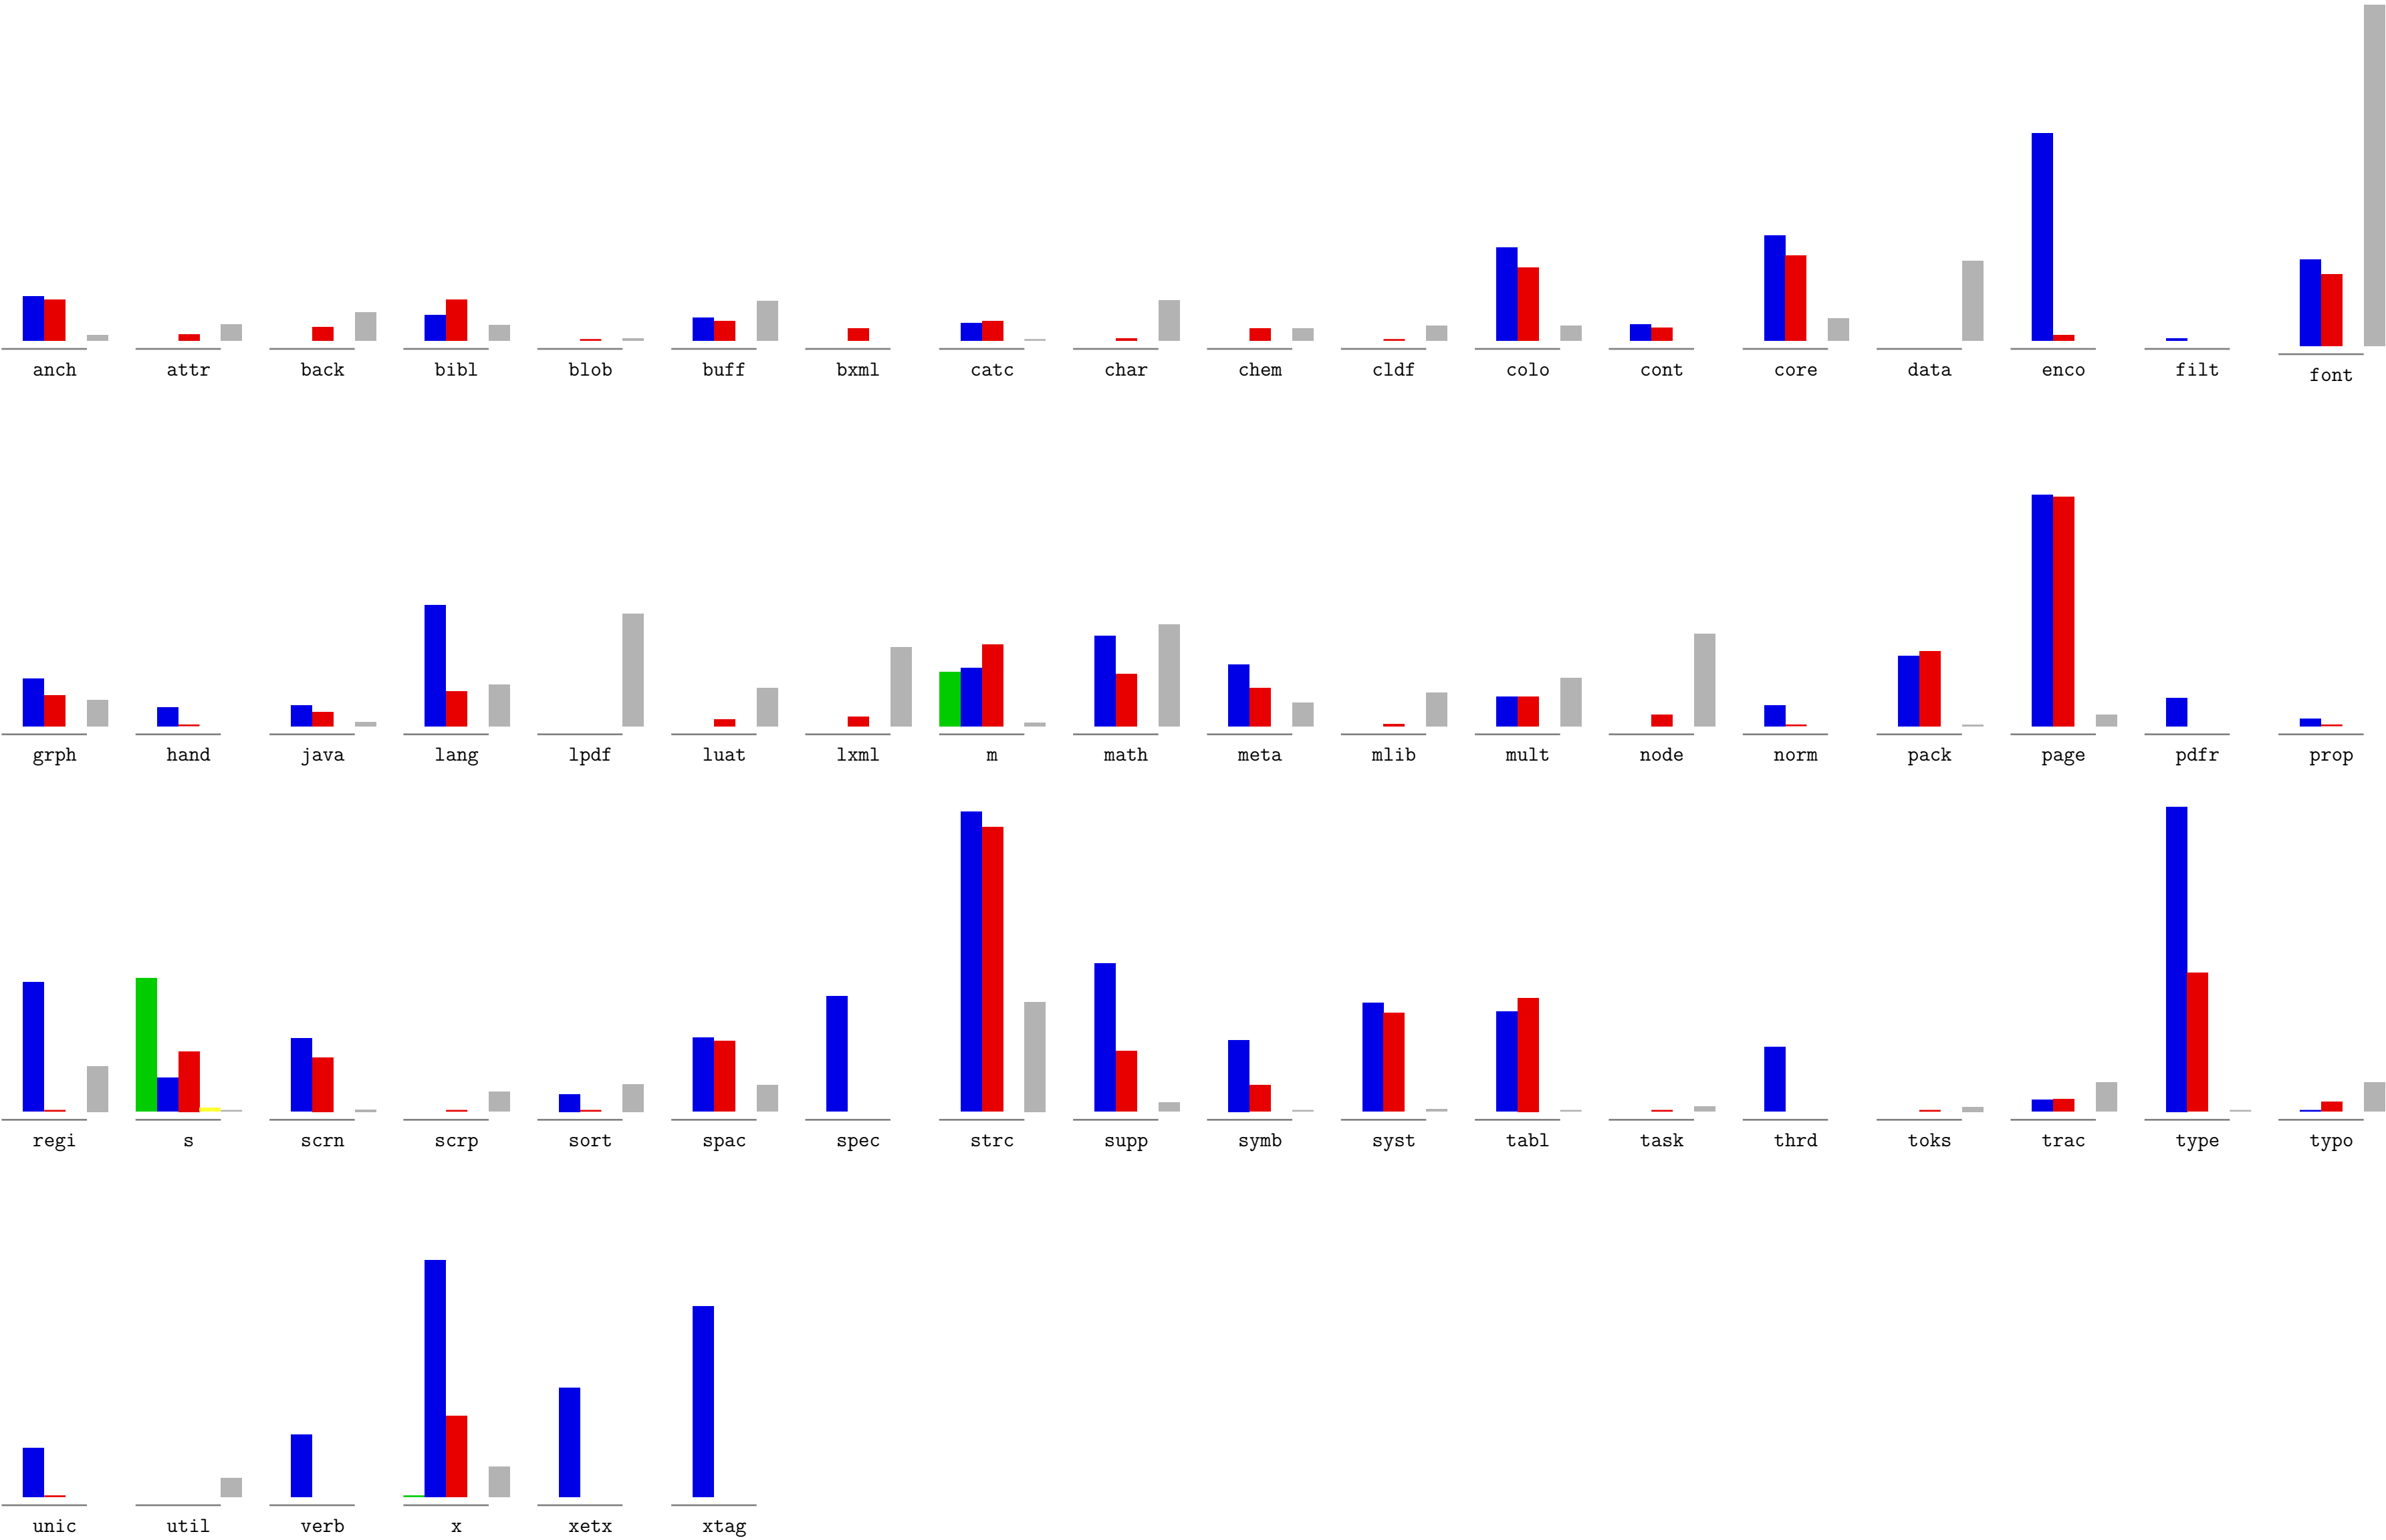 anch attr back bibl blob buff bxml catc char chem cldf colo cont core data enco filt font
grph hand java lang lpdf luat lxml m math meta mlib mult node norm pack page pdfr prop
regi s scrn scrp sort spac spec strc supp symb syst tabl task thrd toks trac type typo
unic util verb x xetx xtag